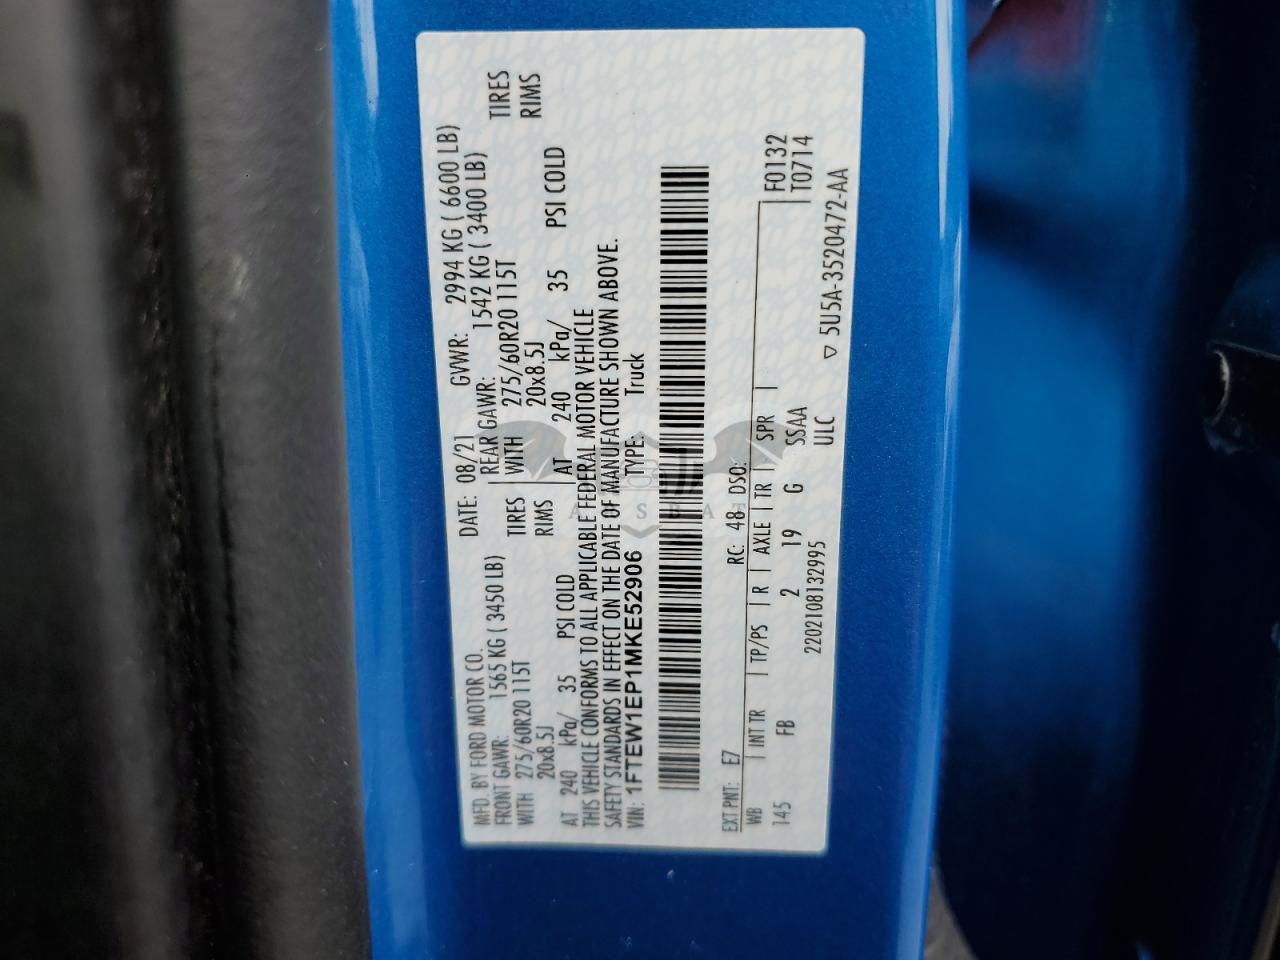 MFD. BY FORD MOTOR CO.
DATE: 08/21 GVWR: 2994 KG ( 6600 LB)
FRONT GAWR: 1565 KG ( 3450 LB) REAR GAWR: 1542 KG ( 3400 LB)
WITH 275/60R20 115T TIRES WITH 275/60R20 115T TIRES
20x8.5J RIMS 20x8.5J RIMS
AT 240 kPa/ 35 PSI COLD AT 240 kPa/ 35 PSI COLD
THIS VEHICLE CONFORMS TO ALL APPLICABLE FEDERAL MOTOR VEHICLE
SAFETY STANDARDS IN EFFECT ON THE DATE OF MANUFACTURE SHOWN ABOVE.
VIN: 1FTEW1EP1MKE52906 TYPE: Truck
EXT PNT: E7 RC: 48 DSO:
WB INT TR TP/PS R AXLE TR SPR F0132
145 FB 2 19 G SSAA T0714
2202108132995 ULC ▽ 5U5A-3520472-AA